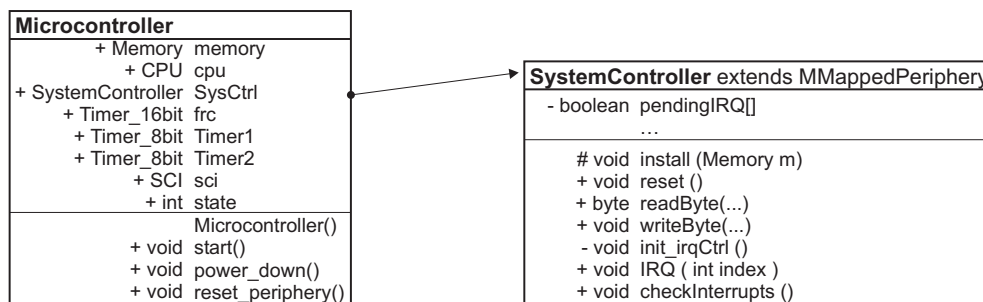 Microcontroller
+ Memory memory
+ CPU cpu
+ SystemController SysCtrl
+ Timer_16bit frc
+ Timer_8bit Timer1
+ Timer_8bit Timer2
+ SCI sci
+ int state
Microcontroller()
+ void start()
+ void power_down()
+ void reset_periphery()
SystemController extends MMappedPeriphery
- boolean pendingIRQ[]
...
# void install (Memory m)
+ void reset ()
+ byte readByte(...)
+ void writeByte(...)
- void init_irqCtrl ()
+ void IRQ ( int index )
+ void checkInterrupts ()